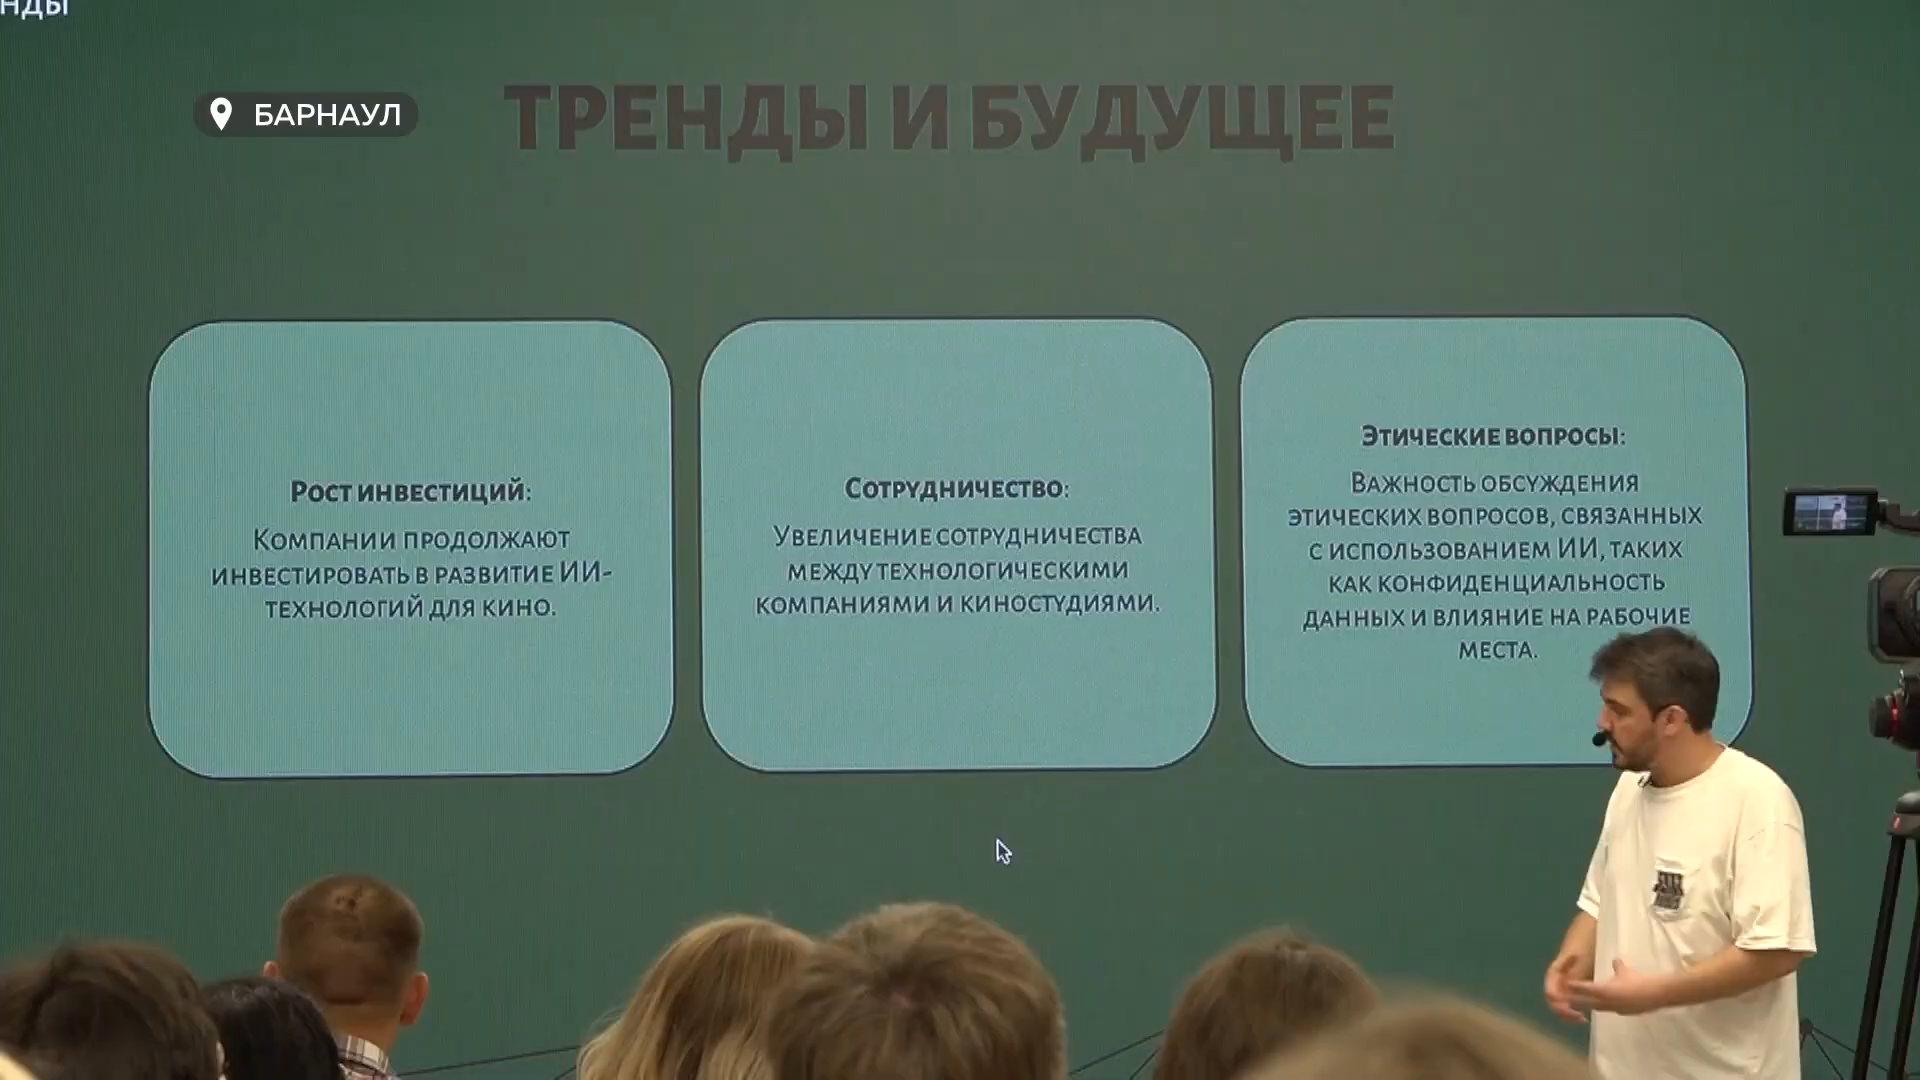 НДЫ
БАРНАУЛ
ТРЕНДЫ И БУДУЩЕЕ
Рост инвестиций:
Компании продолжают
инвестировать в развитие ИИ-
технологий для кино.
Сотрудничество:
Увеличение сотрудничества
между технологическими
компаниями и киностудиями.
Этические вопросы:
Важность обсуждения
этических вопросов, связанных
с использованием ИИ, таких
как конфиденциальность
данных и влияние на рабочие
места.